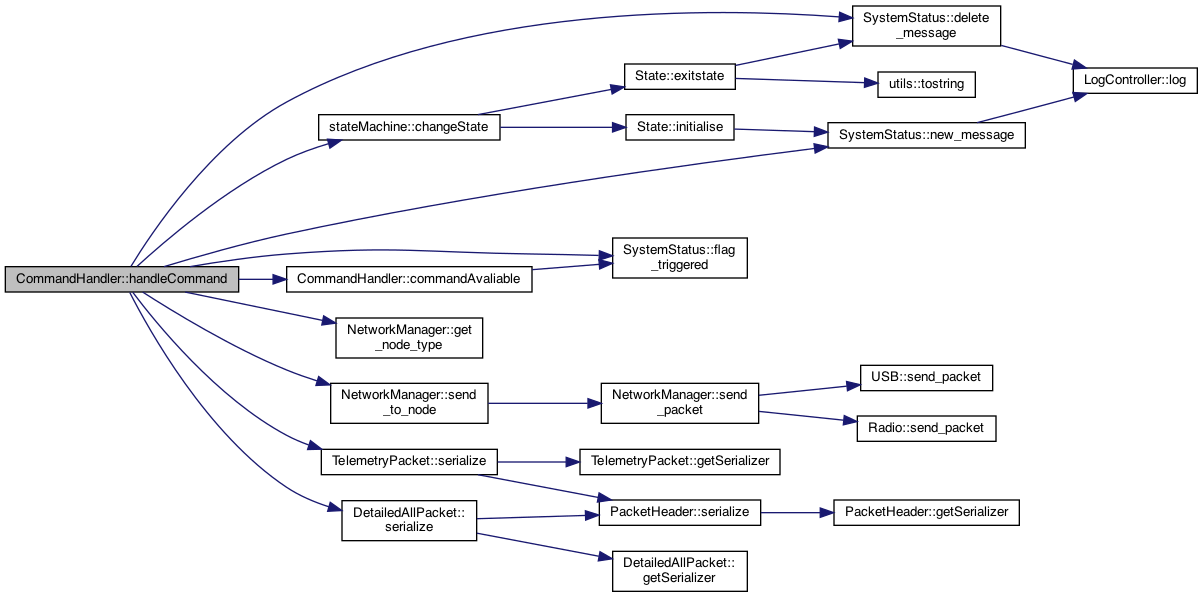 SystemStatus::delete
_message
State::exitstate
utils::tostring
LogController::log
stateMachine::changeState
State::initialise
SystemStatus::new_message
SystemStatus::flag
_triggered
CommandHandler::handleCommand
CommandHandler::commandAvaliable
NetworkManager::get
_node_type
NetworkManager::send
_to_node
NetworkManager::send
_packet
USB::send_packet
Radio::send_packet
TelemetryPacket::serialize
TelemetryPacket::getSerializer
DetailedAllPacket::
serialize
PacketHeader::serialize
PacketHeader::getSerializer
DetailedAllPacket::
getSerializer